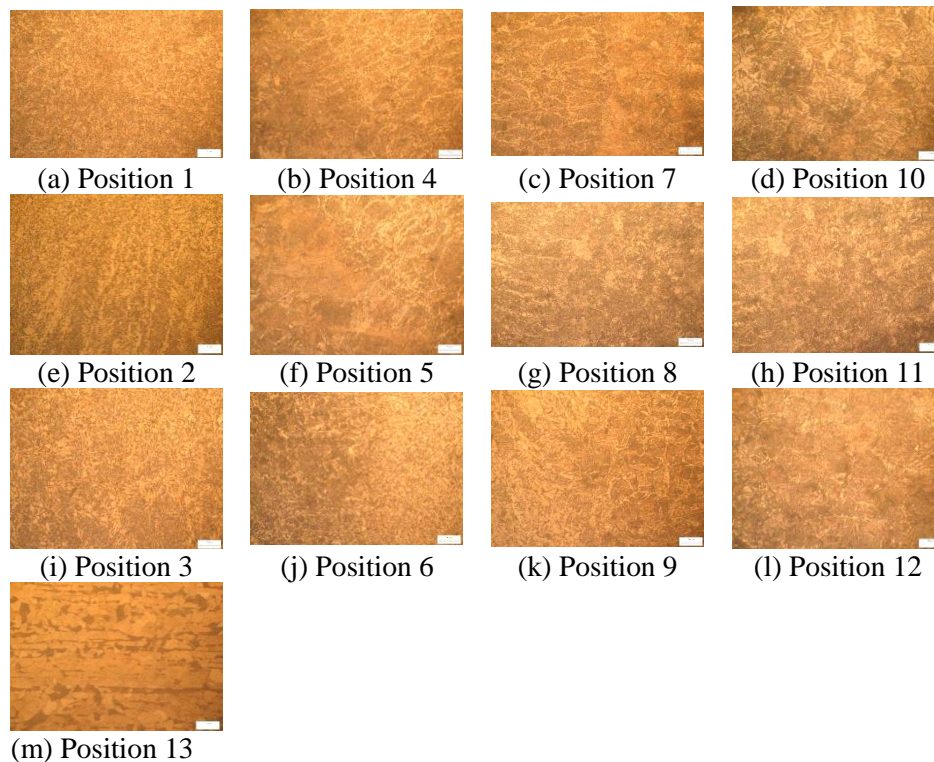 (a) Position 1
(b) Position 4
(c) Position 7
(d) Position 10
(e) Position 2
(f) Position 5
(g) Position 8
(h) Position 11
(i) Position 3
(j) Position 6
(k) Position 9
(l) Position 12
(m) Position 13